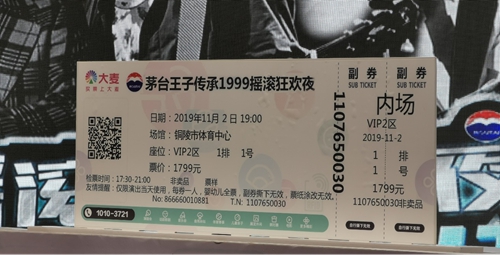 大麦
茅台王子传承1999摇滚狂欢夜
日期：2019年11月2日 19:00
场馆：铜陵市体育中心
座位：VIP2区 1排 1号
票价：1799元
检票时间：17:30-21:00 非卖品 票样
友情提醒：仅限演出当天使用，每券一人，婴幼儿全票，副券撕下无效，票纸涂改无效。
No: 866660010881 T.N: 1107650030
1010-3721
1107650030
副 券
SUB TICKET
副 券
SUB TICKET
内场
VIP2区
2019-11-2
1 排
1 号
1799元
1107650030非卖品